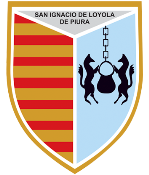 SAN IGNACIO DE LOYOLA
DE PIURA